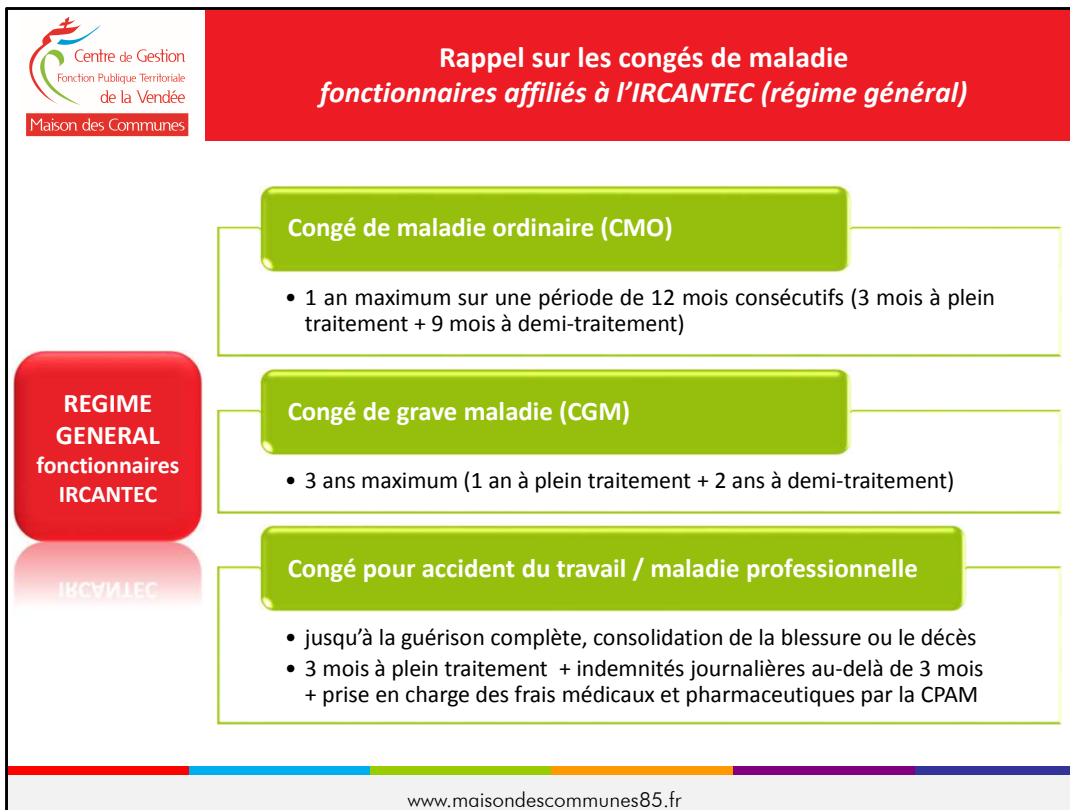 Centre de Gestion
Fonction Publique Territoriale
de la Vendée
Maison des Communes
Rappel sur les congés de maladie
fonctionnaires affiliés à l'IRCANTEC (régime général)
REGIME
GENERAL
fonctionnaires
IRCANTEC
Congé de maladie ordinaire (CMO)
• 1 an maximum sur une période de 12 mois consécutifs (3 mois à plein
traitement + 9 mois à demi-traitement)
Congé de grave maladie (CGM)
• 3 ans maximum (1 an à plein traitement + 2 ans à demi-traitement)
Congé pour accident du travail / maladie professionnelle
• jusqu'à la guérison complète, consolidation de la blessure ou le décès
• 3 mois à plein traitement + indemnités journalières au-delà de 3 mois
+ prise en charge des frais médicaux et pharmaceutiques par la CPAM
www.maisondescommunes85.fr